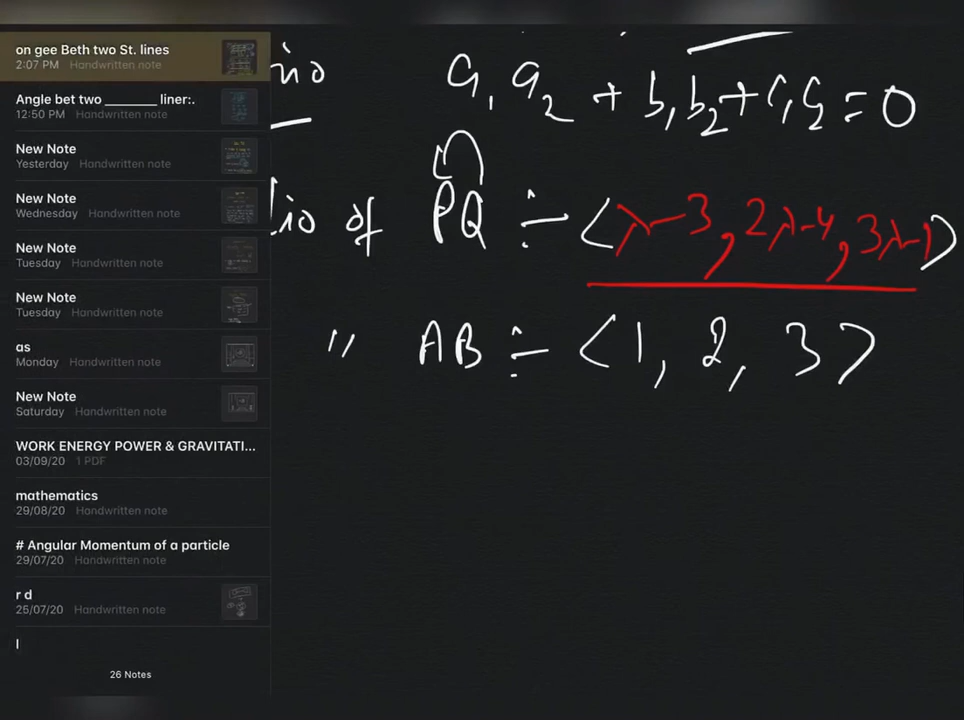 on gee Beth two St. lines
2:07 PM Handwritten note
Angle bet two ________ liner:.
12:50 PM Handwritten note
New Note
Yesterday Handwritten note
New Note
Wednesday Handwritten note
New Note
Tuesday Handwritten note
New Note
Tuesday Handwritten note
as
Monday Handwritten note
New Note
Saturday Handwritten note
WORK ENERGY POWER & GRAVITATI...
03/09/20 1 PDF
mathematics
29/08/20 Handwritten note
# Angular Momentum of a particle
29/07/20 Handwritten note
r d
25/07/20 Handwritten note
l
26 Notes
a₁a₂ + b₁b₂ + c₁c₂ = 0
tio of PQ ÷ <λ-3, 2λ-4, 3λ-1>
" AB ÷ <1, 2, 3>